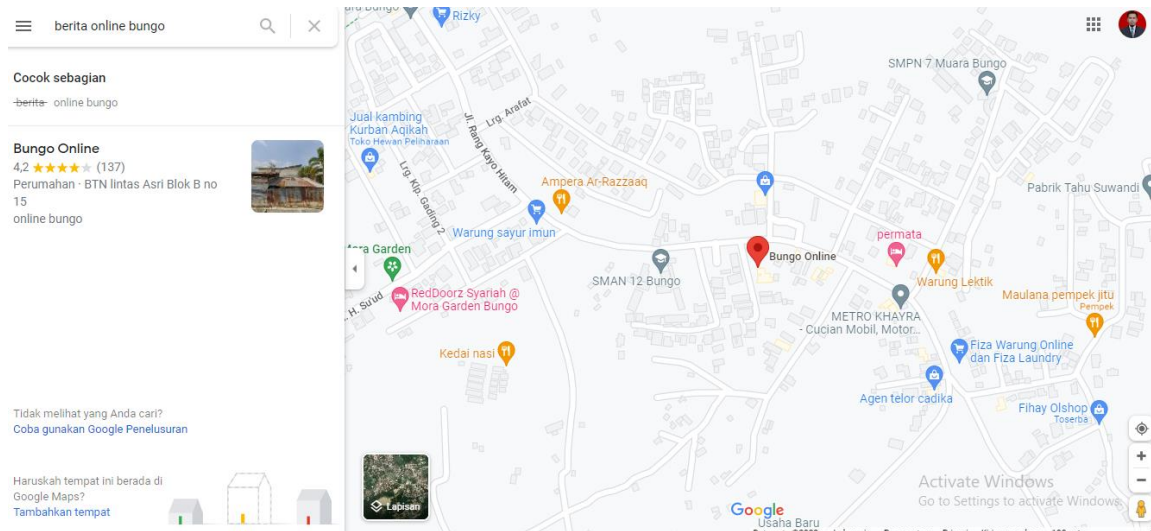 berita online bungo
Cocok sebagian
berita online bungo
Bungo Online
4,2 (137)
Perumahan · BTN lintas Asri Blok B no
15
online bungo
Tidak melihat yang Anda cari?
Coba gunakan Google Penelusuran
Haruskah tempat ini berada di
Google Maps?
Tambahkan tempat
Bungo
Rizky
SMPN 7 Muara Bungo
Lrg. Arafat
Jl. Rang Kayo Hitam
Jual kambing
Kurban Aqikah
Toko Hewan Peliharaan
Lrg. Klp. Gading 2
Ampera Ar-Razzaaq
Pabrik Tahu Suwandi
Warung sayur imun
permata
Garden
Bungo Online
SMAN 12 Bungo
Warung Lektik
H. Su'ud
RedDoorz Syariah @
Mora Garden Bungo
Maulana pempek jitu
Pempek
METRO KHAYRA
- Cucian Mobil, Motor...
Kedai nasi
Fiza Warung Online
dan Fiza Laundry
Agen telor cadika
Fihay Olshop
Toserba
Lapisan
Activate Windows
Go to Settings to activate Windows.
Google
Usaha Baru